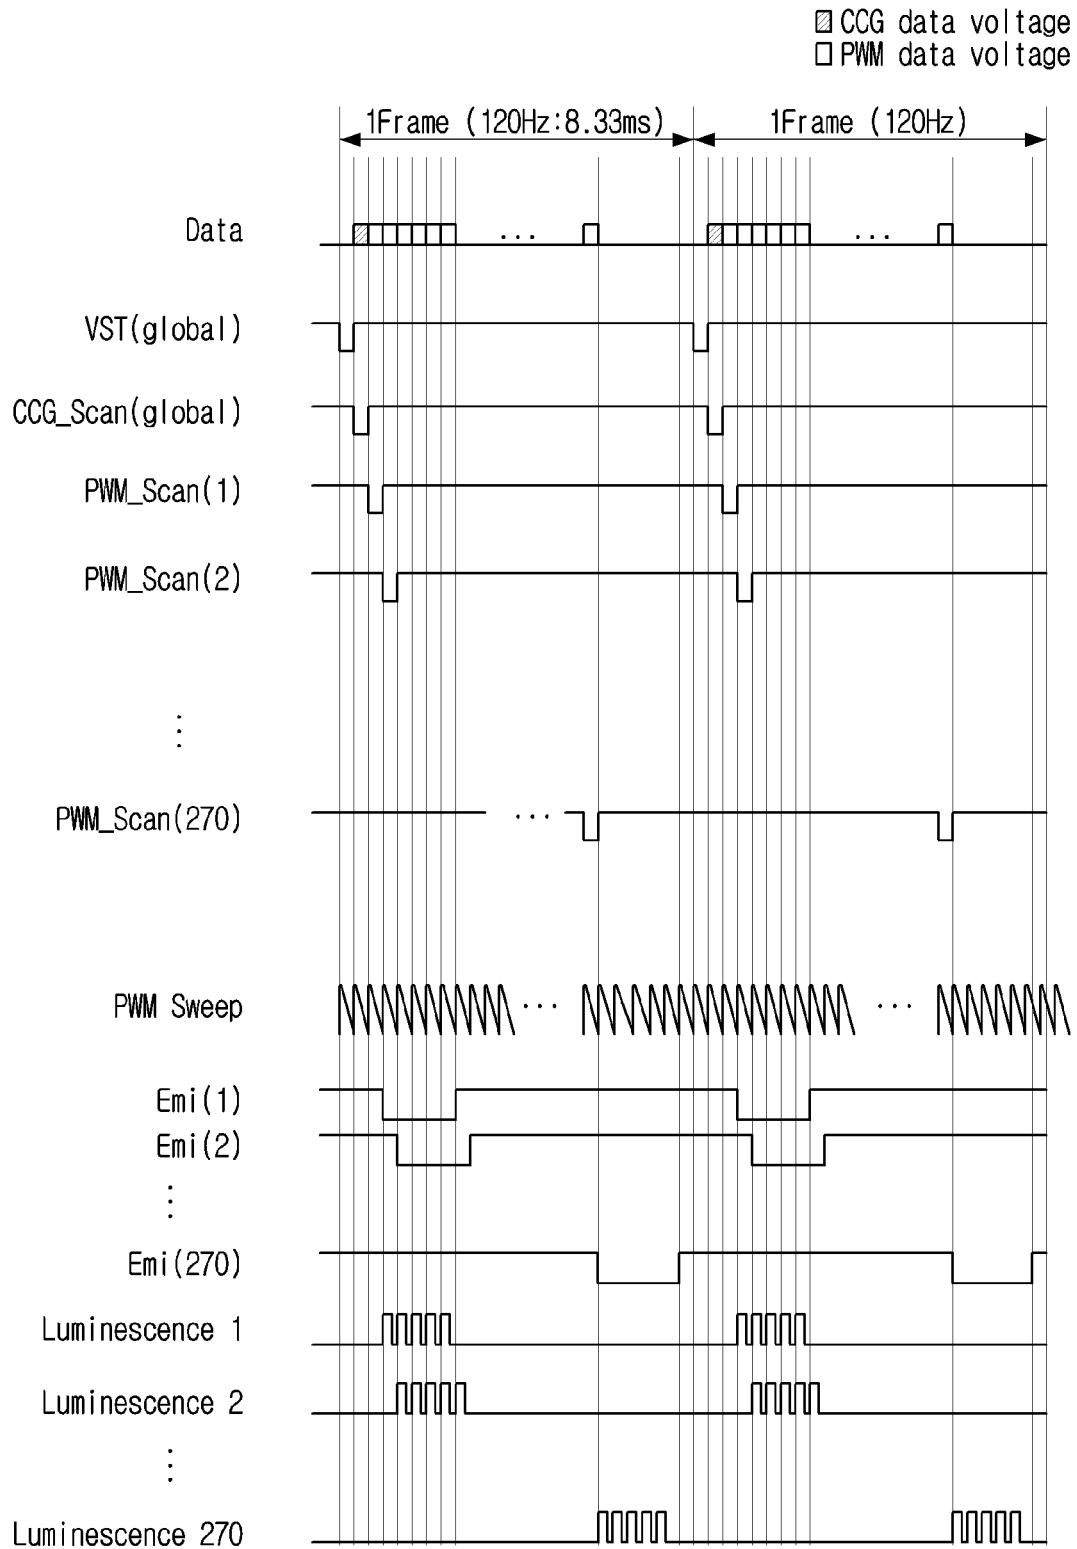 CCG data voltage
PWM data voltage
1Frame (120Hz:8.33ms)
1Frame (120Hz)
Data
...
...
VST(global)
CCG_Scan(global)
PWM_Scan(1)
PWM_Scan(2)
⋮
PWM_Scan(270)
...
PWM Sweep
...
...
Emi(1)
Emi(2)
⋮
Emi(270)
Luminescence 1
Luminescence 2
⋮
Luminescence 270